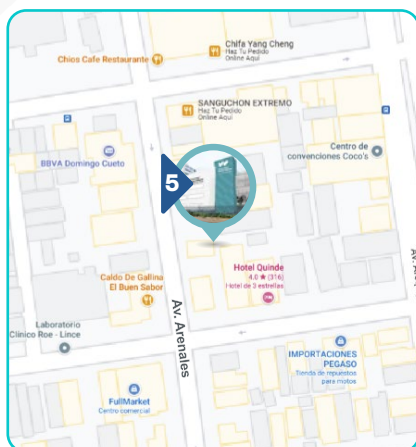 Chifa Yang Cheng
Haz Tu Pedido
Online Aquí
Chios Cafe Restaurante
SANGUCHON EXTREMO
Haz Tu Pedido
Online Aquí
BBVA Domingo Cueto
Centro de
convenciones Coco's
5
Hotel Quinde
4.0 ★ (316)
Hotel de 3 estrellas
Caldo De Gallina
El Buen Sabor
Av. Arenales
Laboratorio
Clínico Roe - Lince
IMPORTACIONES
PEGASO
Tienda de repuestos
para motos
FullMarket
Centro comercial